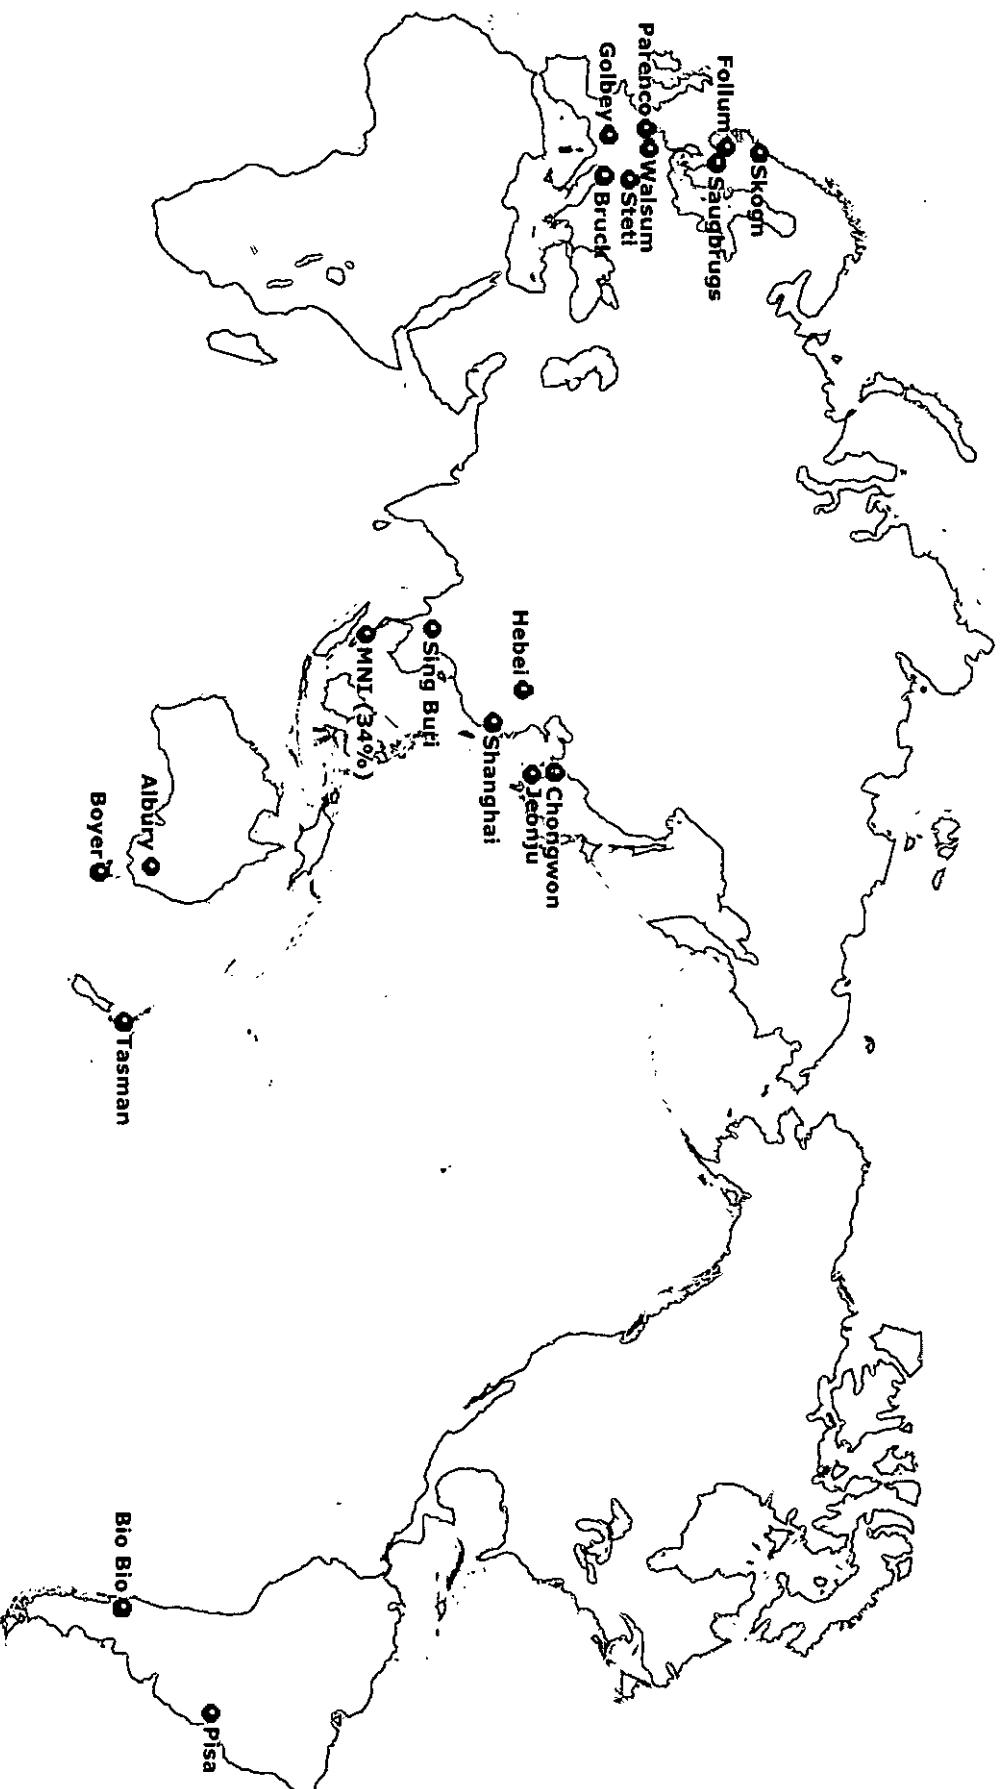 Skogn
Follum
Saugbrugs
Parenco
Walsum
Steti
Golbey
Bruck
Chongwon
Jeonju
Hebei
Shanghai
Sing Buri
MNI (34%)
Albury
Boyer
Tasman
Bio Bio
Pisa